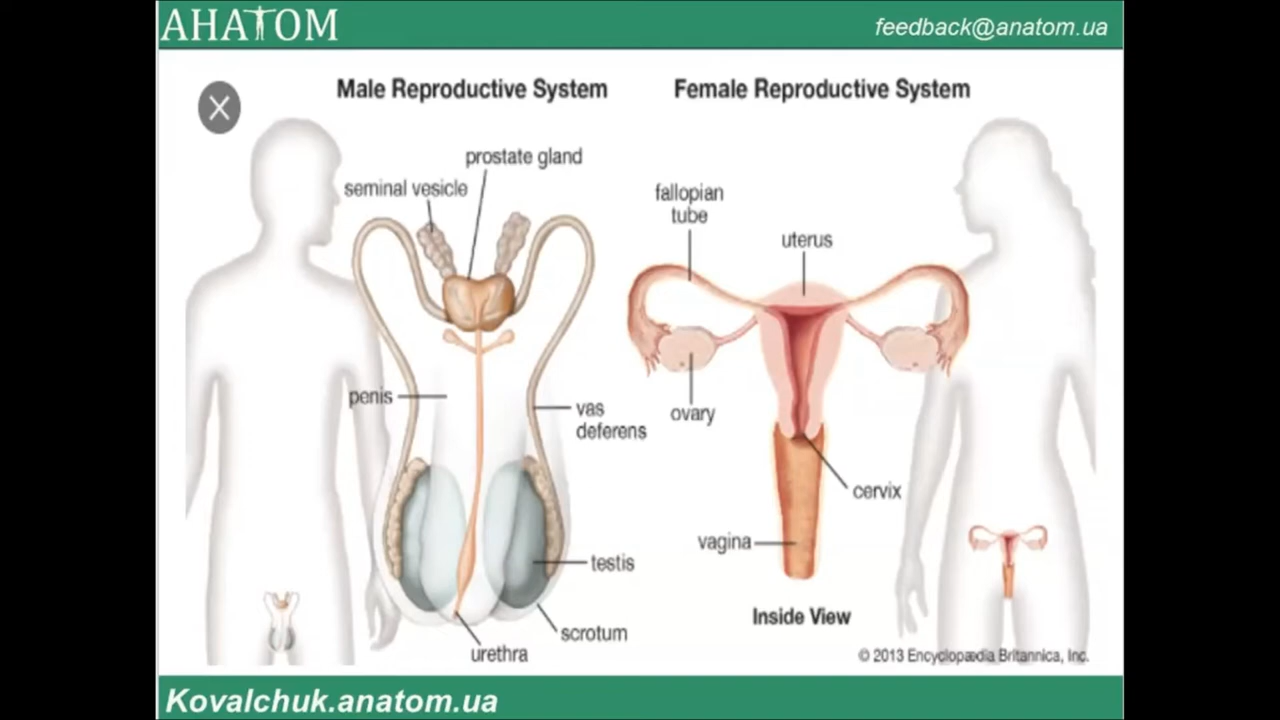 АНАТОМ
feedback@anatom.ua
Male Reproductive System
Female Reproductive System
prostate gland
seminal vesicle
penis
vas
deferens
testis
scrotum
urethra
fallopian
tube
uterus
ovary
cervix
vagina
Inside View
© 2013 Encyclopædia Britannica, Inc.
Kovalchuk.anatom.ua